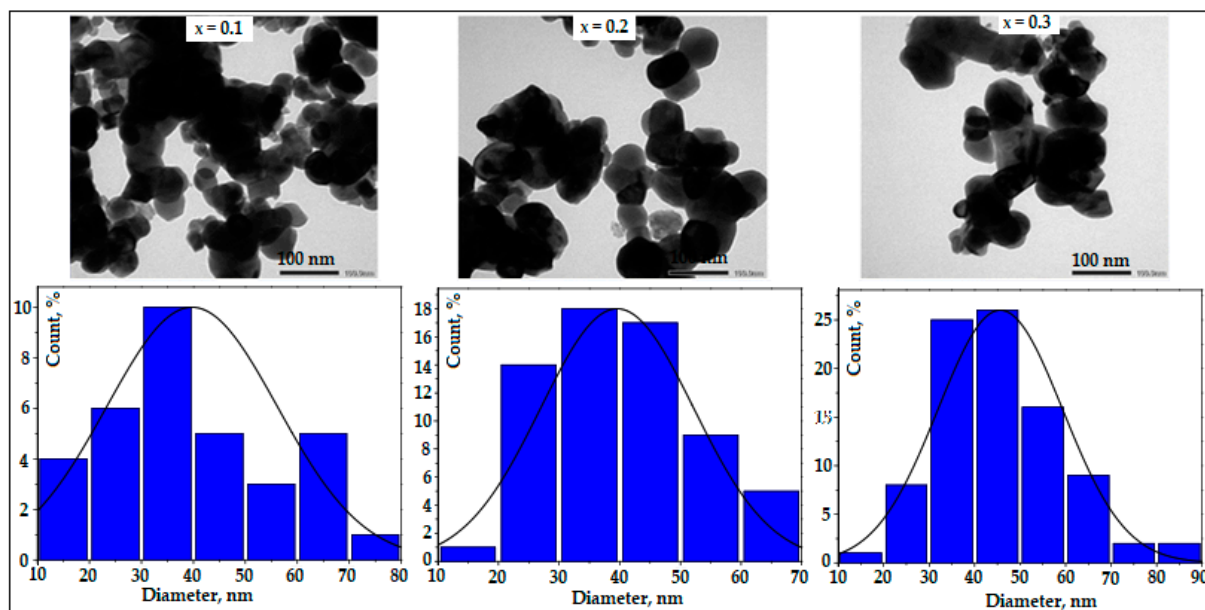 x = 0.1
x = 0.2
x = 0.3
100 nm
100 nm
100 nm
Count, %
10
8
6
4
2
0
10 20 30 40 50 60 70 80
Diameter, nm
Count, %
18
16
14
12
10
8
6
4
2
0
10 20 30 40 50 60 70
Diameter, nm
Count, %
25
20
15
10
5
0
10 20 30 40 50 60 70 80 90
Diameter, nm